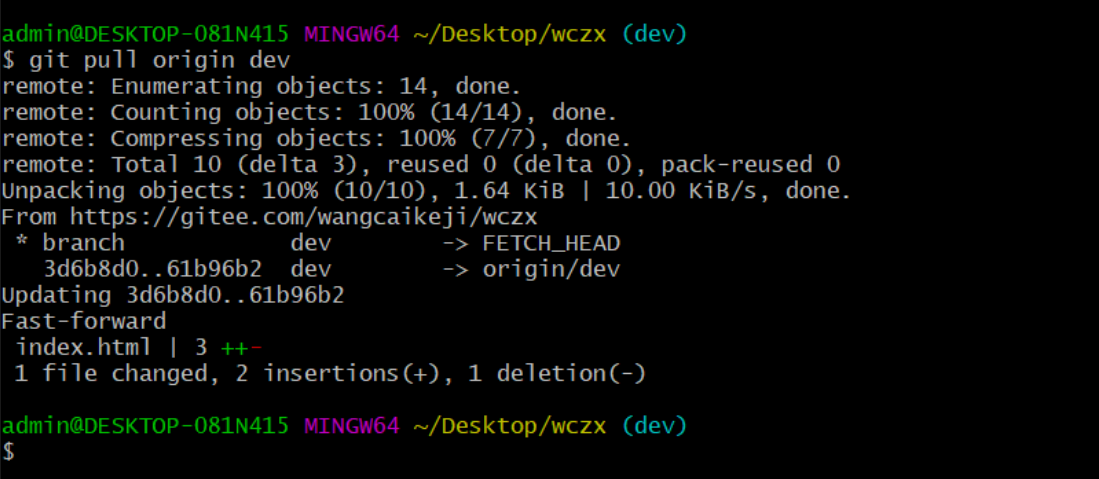 admin@DESKTOP-081N415 MINGW64 ~/Desktop/wczx (dev)
$ git pull origin dev
remote: Enumerating objects: 14, done.
remote: Counting objects: 100% (14/14), done.
remote: Compressing objects: 100% (7/7), done.
remote: Total 10 (delta 3), reused 0 (delta 0), pack-reused 0
Unpacking objects: 100% (10/10), 1.64 KiB | 10.00 KiB/s, done.
From https://gitee.com/wangcaikeji/wczx
 * branch            dev        -> FETCH_HEAD
   3d6b8d0..61b96b2  dev        -> origin/dev
Updating 3d6b8d0..61b96b2
Fast-forward
 index.html | 3 ++-
 1 file changed, 2 insertions(+), 1 deletion(-)
admin@DESKTOP-081N415 MINGW64 ~/Desktop/wczx (dev)
$